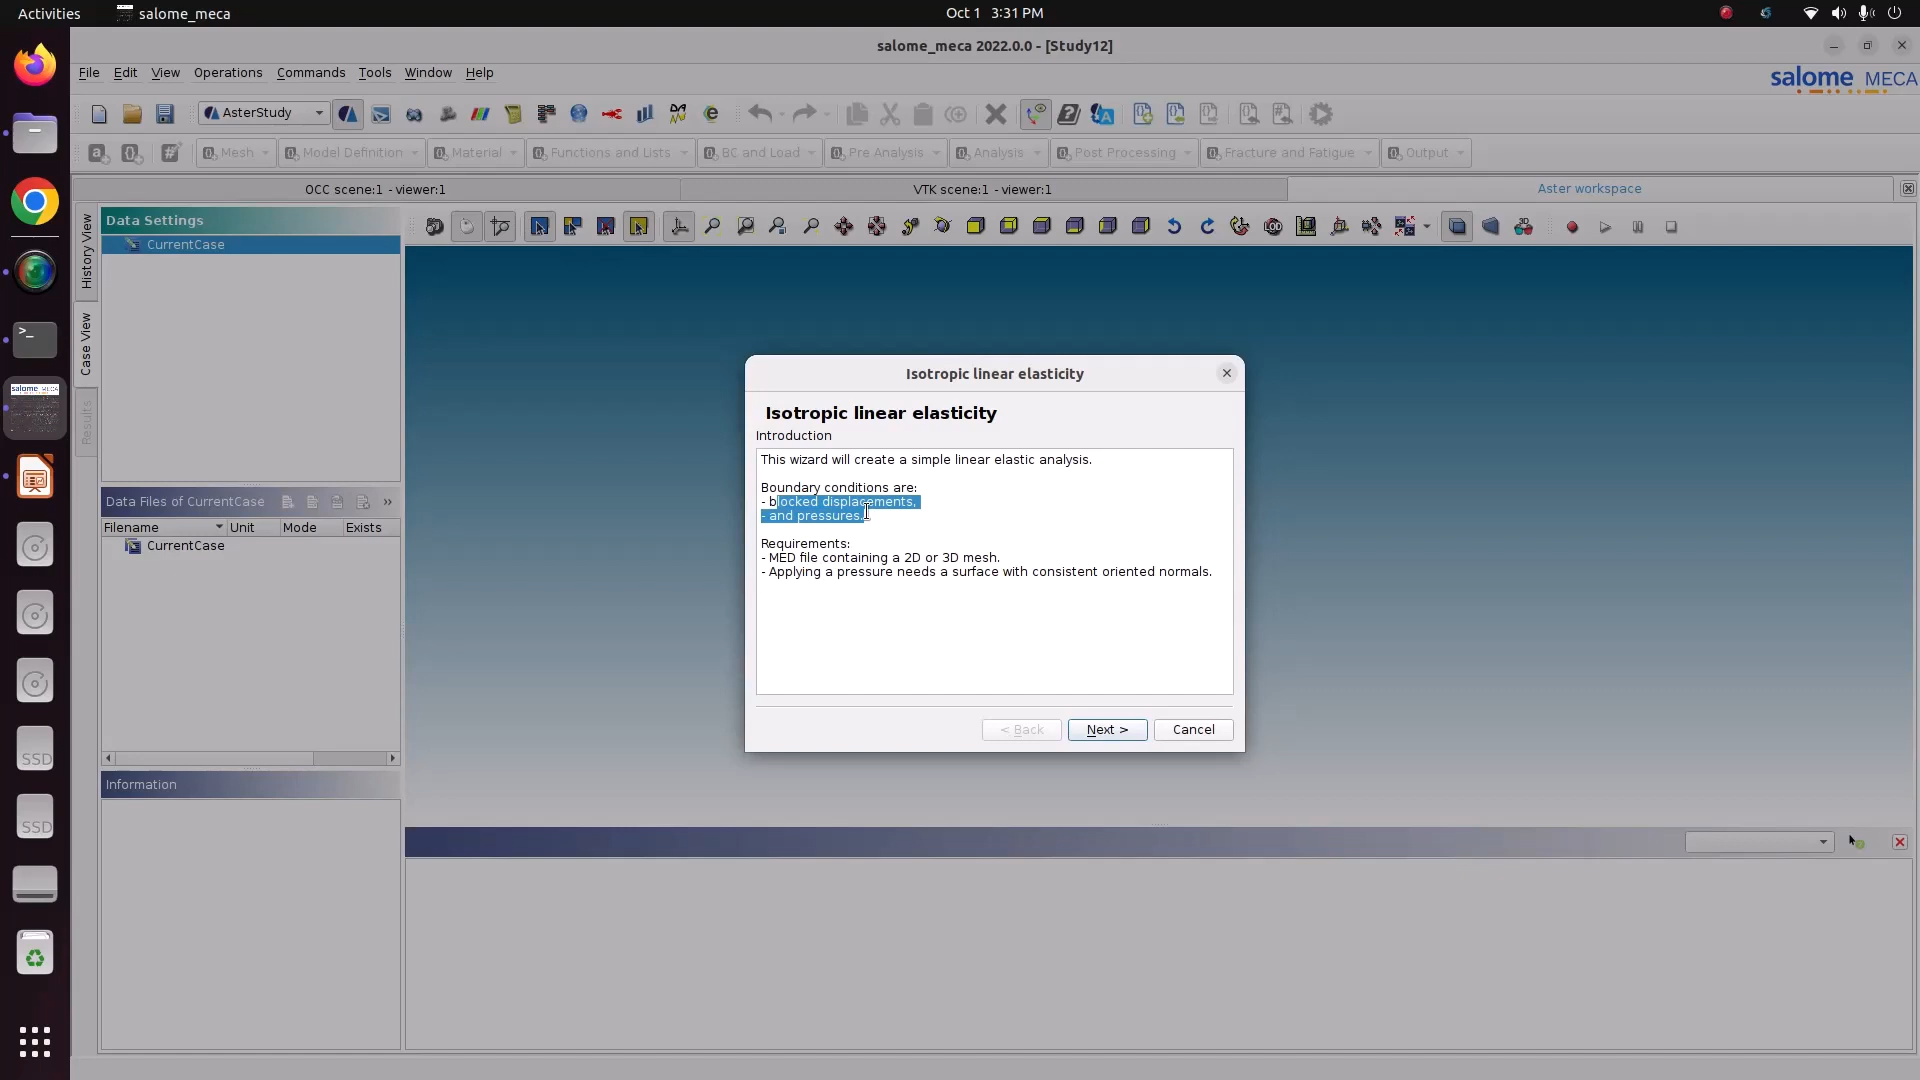 Activities
salome_meca
Oct 1 3:31 PM
salome_meca 2022.0.0 - [Study12]
File Edit View Operations Commands Tools Window Help
salome MECA
AsterStudy
Mesh Model Definition Material Functions and Lists BC and Load Pre Analysis Analysis Post Processing Fracture and Fatigue Output
OCC scene:1 - viewer:1
VTK scene:1 - viewer:1
Aster workspace
History View
Case View
Results
Data Settings
CurrentCase
Data Files of CurrentCase »
Filename Unit Mode Exists
CurrentCase
Information
Isotropic linear elasticity
Isotropic linear elasticity
Introduction
This wizard will create a simple linear elastic analysis.
Boundary conditions are:
- blocked displacements,
- and pressures.
Requirements:
- MED file containing a 2D or 3D mesh.
- Applying a pressure needs a surface with consistent oriented normals.
< Back
Next >
Cancel
SSD
SSD